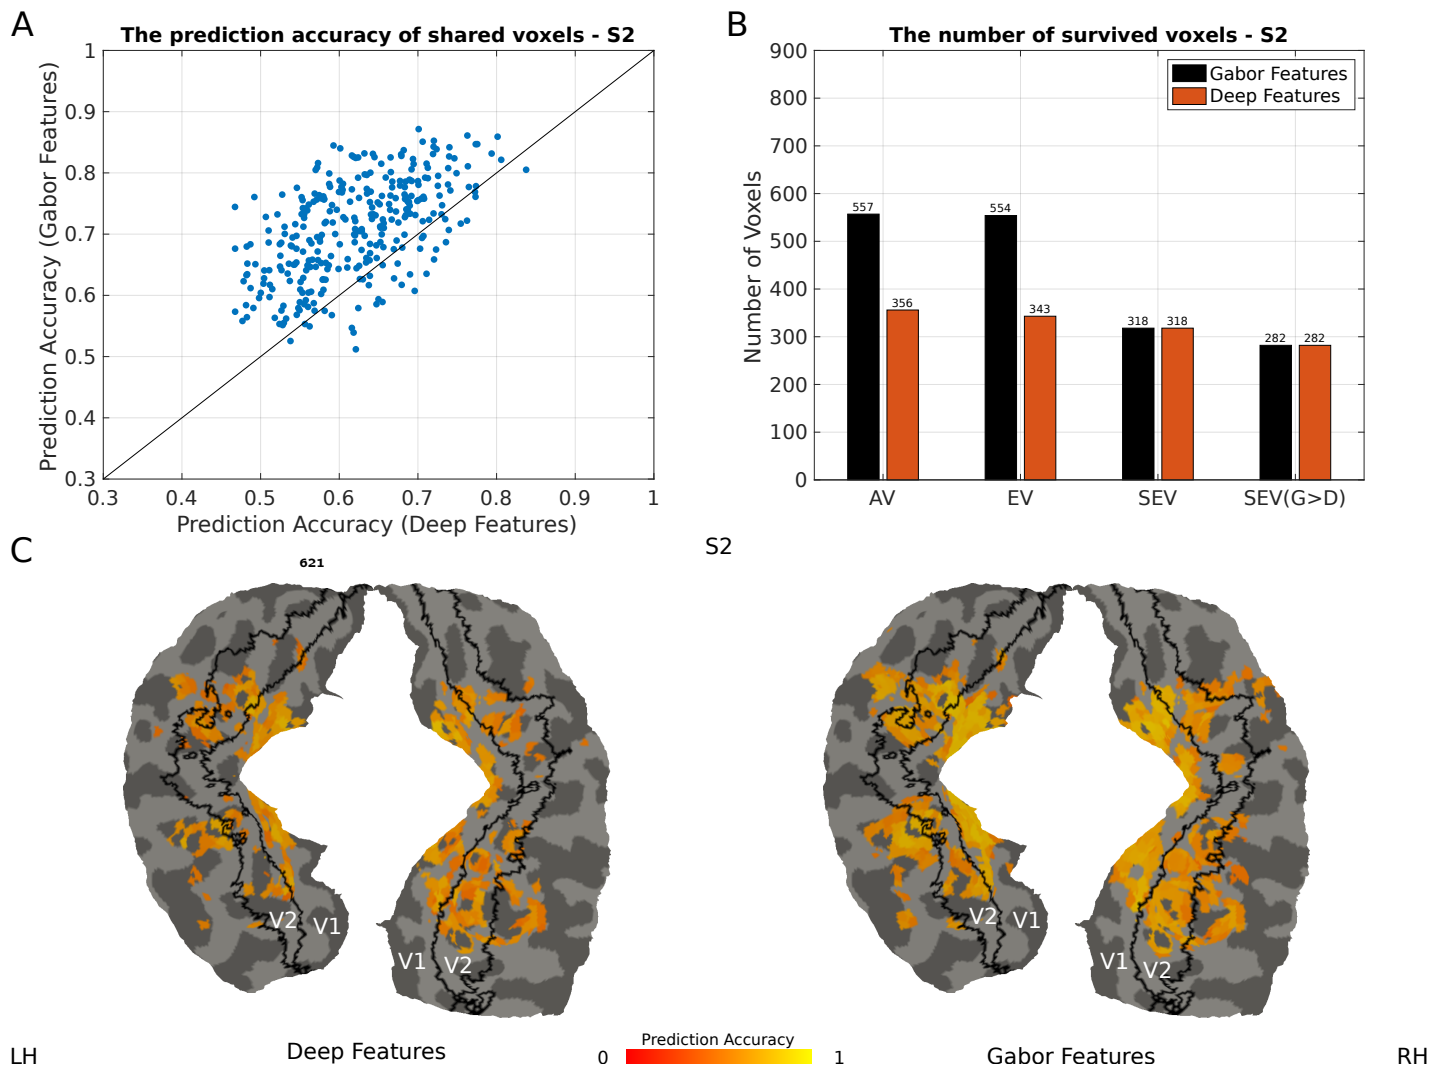 A
The prediction accuracy of shared voxels - S2
1
0.9
0.8
0.7
0.6
0.5
0.4
0.3
Prediction Accuracy (Gabor Features)
0.3 0.4 0.5 0.6 0.7 0.8 0.9 1
Prediction Accuracy (Deep Features)
B
The number of survived voxels - S2
900
800
700
600
500
400
300
200
100
0
Number of Voxels
Gabor Features
Deep Features
557
356
554
343
318 318
282 282
AV EV SEV SEV(G>D)
C
S2
621
V2 V1
V1 V2
V2 V1
V1 V2
LH
Deep Features
Prediction Accuracy
0 1
Gabor Features
RH